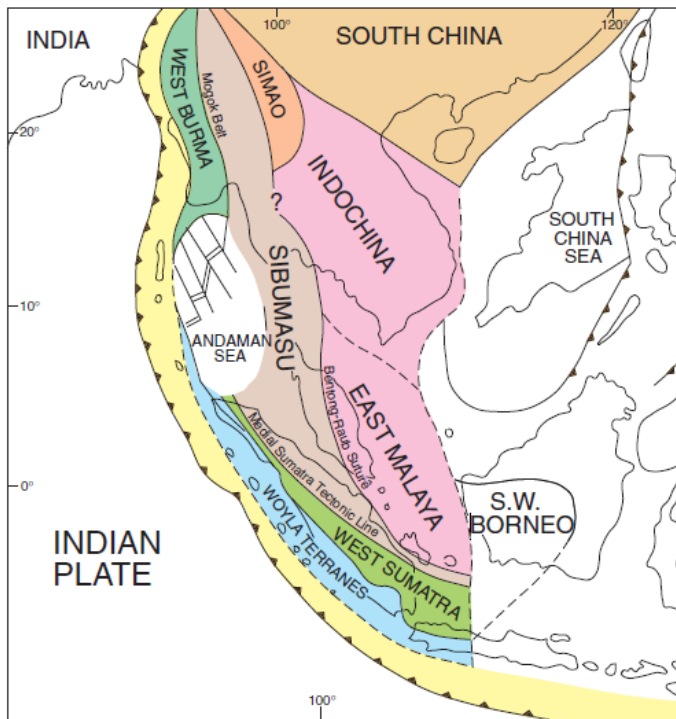 100°
120°
INDIA
SOUTH CHINA
WEST BURMA
Mogok Belt
SIMAO
20°
INDOCHINA
SOUTH
CHINA
SEA
?
SIBUMASU
10°
ANDAMAN
SEA
Bentong-Raub Suture
EAST MALAYA
Medial Sumatra Tectonic Line
0°
WOYLA TERRANES
WEST SUMATRA
S.W.
BORNEO
INDIAN
PLATE
100°